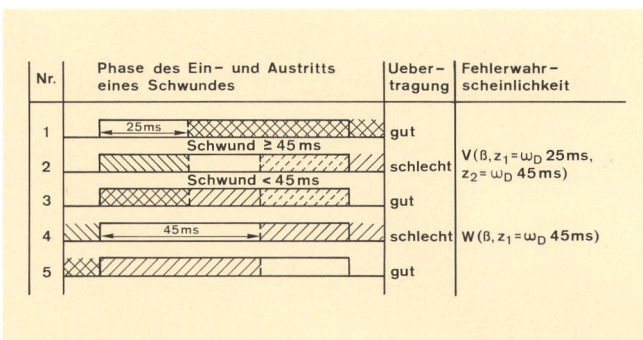 Nr.
Phase des Ein- und Austritts
eines Schwundes
Ueber-
tragung
Fehlerwahr-
scheinlichkeit
1
25ms
gut
Schwund ≥ 45 ms
2
schlecht
V(ß, z₁=ωD 25ms,
z₂=ωD 45ms)
Schwund < 45ms
3
gut
4
45ms
schlecht
W(ß, z₁=ωD 45ms)
5
gut